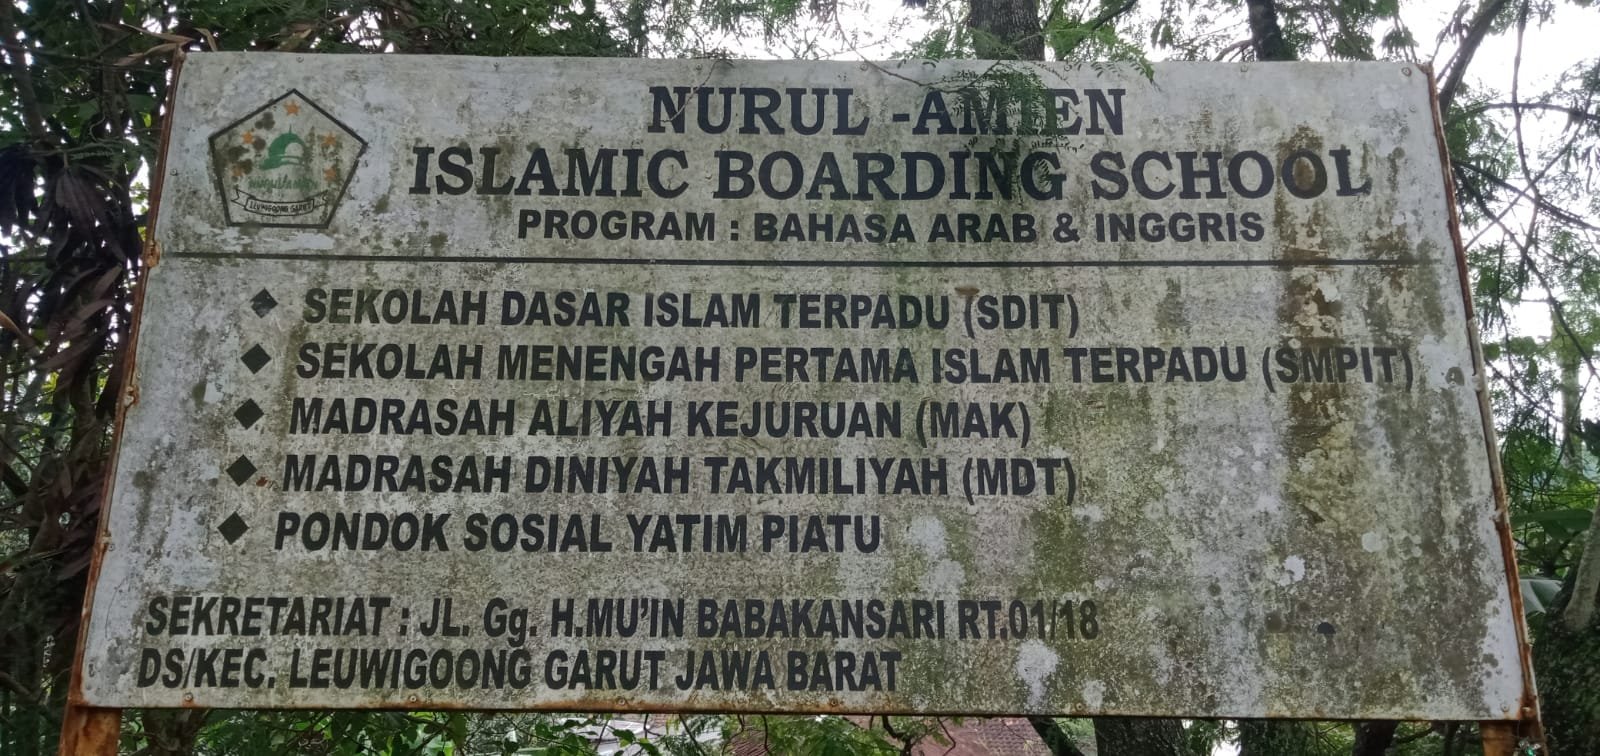 NURUL -AMIEN
ISLAMIC BOARDING SCHOOL
PROGRAM : BAHASA ARAB & INGGRIS
LEUWIGOONG GARUT
SEKOLAH DASAR ISLAM TERPADU (SDIT)
SEKOLAH MENENGAH PERTAMA ISLAM TERPADU (SMPIT)
MADRASAH ALIYAH KEJURUAN (MAK)
MADRASAH DINIYAH TAKMILIYAH (MDT)
PONDOK SOSIAL YATIM PIATU
SEKRETARIAT : JL. Gg. H.MU'IN BABAKANSARI RT.01/18
DS/KEC. LEUWIGOONG GARUT JAWA BARAT